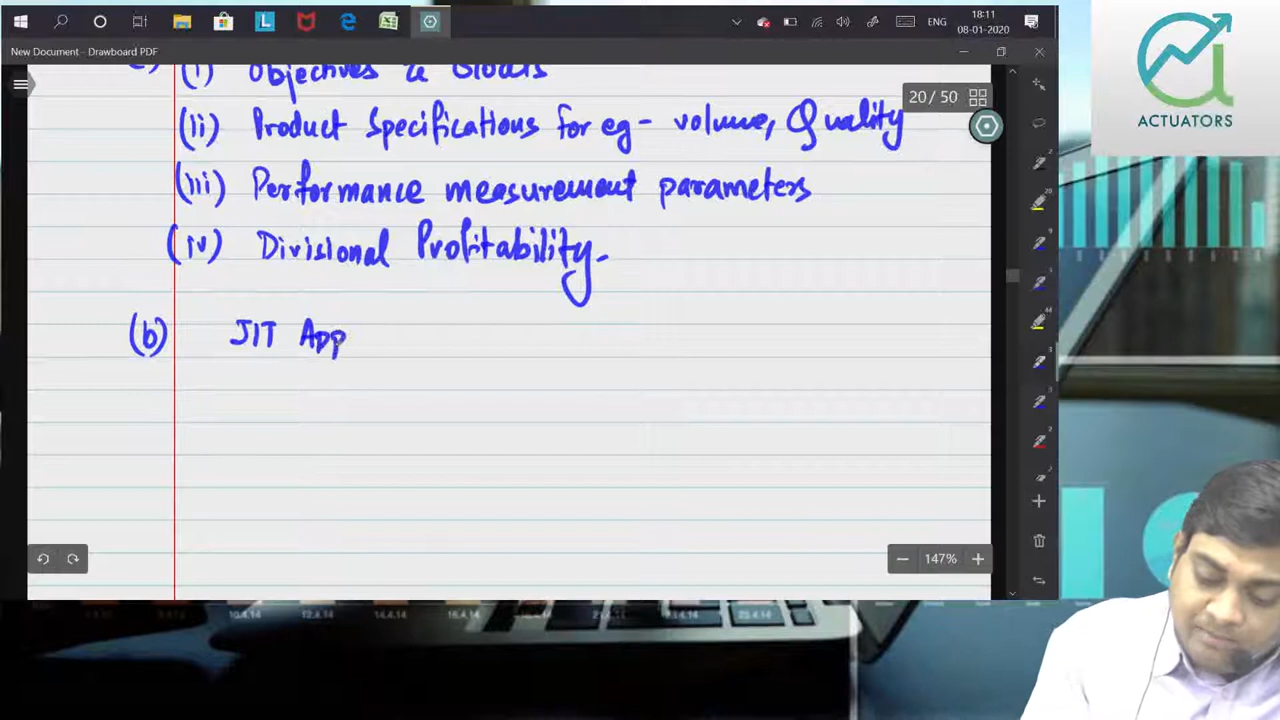 18:11
ENG
08-01-2020
New Document - Drawboard PDF
ACTUATORS
20 / 50
(i) Objectives & Goals
(ii) Product Specifications for eg - volume, Quality
(iii) Performance measurement parameters
(iv) Divisional Profitability.
(b) JIT App
147%